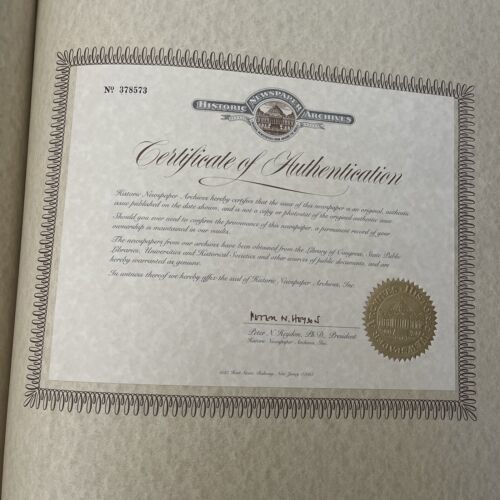 Nº 378573
HISTORIC NEWSPAPER ARCHIVES
Certificate of Authentication
Historic Newspaper Archives hereby certifies that the issue of this newspaper is an original, authentic
issue published on the date shown, and is not a copy or photostat of the original authentic issue.
Should you ever need to confirm the provenance of this newspaper, a permanent record of your
ownership is maintained in our vaults.
The newspapers from our archives have been obtained from the Library of Congress, State Public
Libraries, Universities and Historical Societies and other sources of public documents, and are
hereby warranted as genuine.
In witness thereof we hereby affix the seal of Historic Newspaper Archives, Inc.
Peter N. Heydon, Ph.D., President
Historic Newspaper Archives, Inc.
Rahway, New Jersey